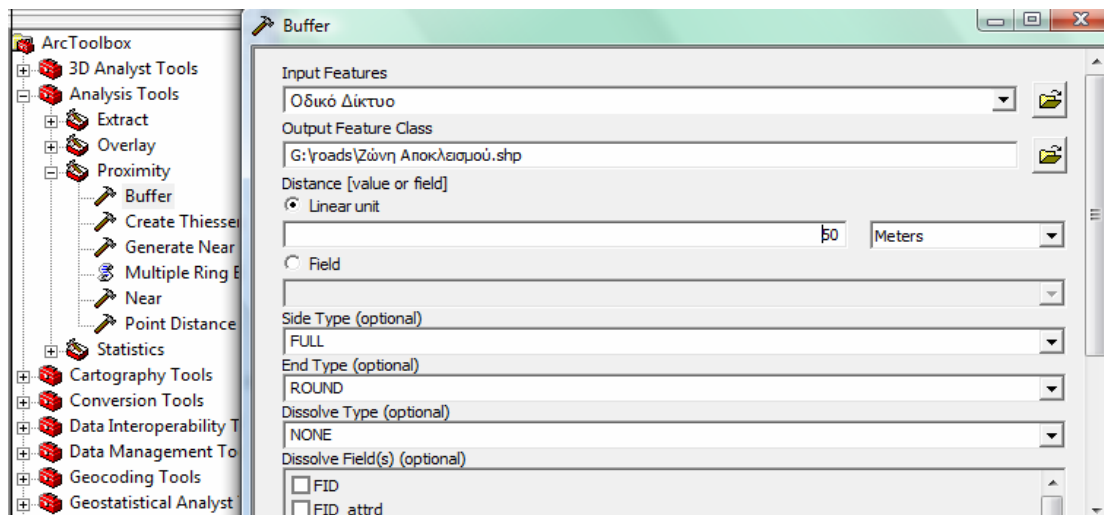 ArcToolbox
3D Analyst Tools
Analysis Tools
Extract
Overlay
Proximity
Buffer
Create Thiesser
Generate Near
Multiple Ring
Near
Point Distance
Statistics
Cartography Tools
Conversion Tools
Data Interoperability
Data Management
Geocoding Tools
Geostatistical Analyst
Buffer
Input Features
Οδικό Δίκτυο
Output Feature Class
G:\roads\Ζώνη Αποκλεισμού.shp
Distance [value or field]
Linear unit
50 Meters
Field
Side Type (optional)
FULL
End Type (optional)
ROUND
Dissolve Type (optional)
NONE
Dissolve Field(s) (optional)
FID
FID_attrd